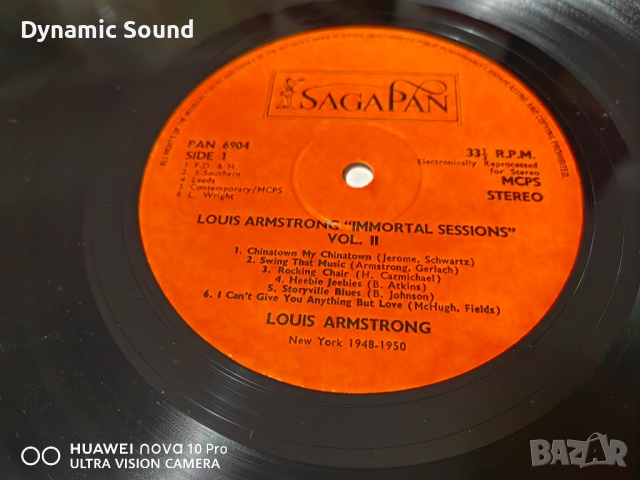 Dynamic Sound
SAGAPAN
PAN 6904
SIDE 1
1. P.D. & H.
2. 3. Southern
4. Leeds
5. Contemporary/MCPS
6. L. Wright
33⅓ R.P.M.
Electronically Reprocessed
for Stereo
MCPS
STEREO
LOUIS ARMSTRONG "IMMORTAL SESSIONS"
VOL. II
1. Chinatown My Chinatown (Jerome, Schwartz)
2. Swing That Music (Armstrong, Gerlach)
3. Rocking Chair (H. Carmichael)
4. Heebie Jeebies (B. Atkins)
5. Storyville Blues (B. Johnson)
6. I Can't Give You Anything But Love (McHugh, Fields)
LOUIS ARMSTRONG
New York 1948-1950
HUAWEI nova 10 Pro
ULTRA VISION CAMERA
BAZAR